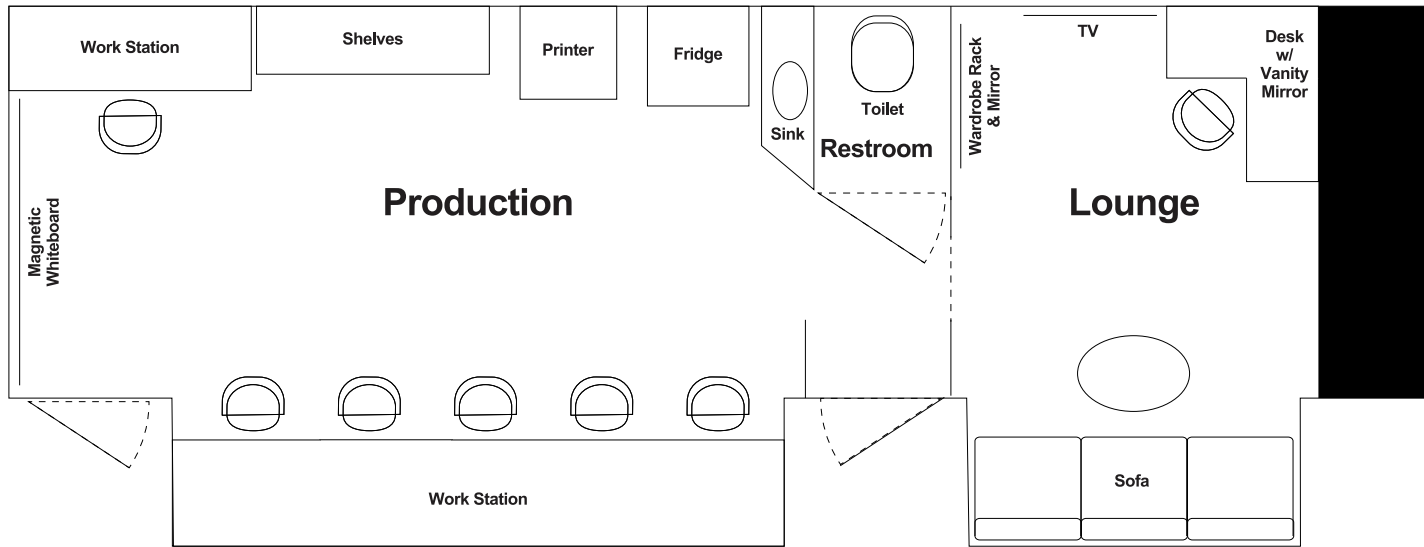 Work Station
Shelves
Printer
Fridge
Sink
Toilet
Restroom
Wardrobe Rack
& Mirror
TV
Desk
w/
Vanity
Mirror
Production
Lounge
Magnetic
Whiteboard
Work Station
Sofa